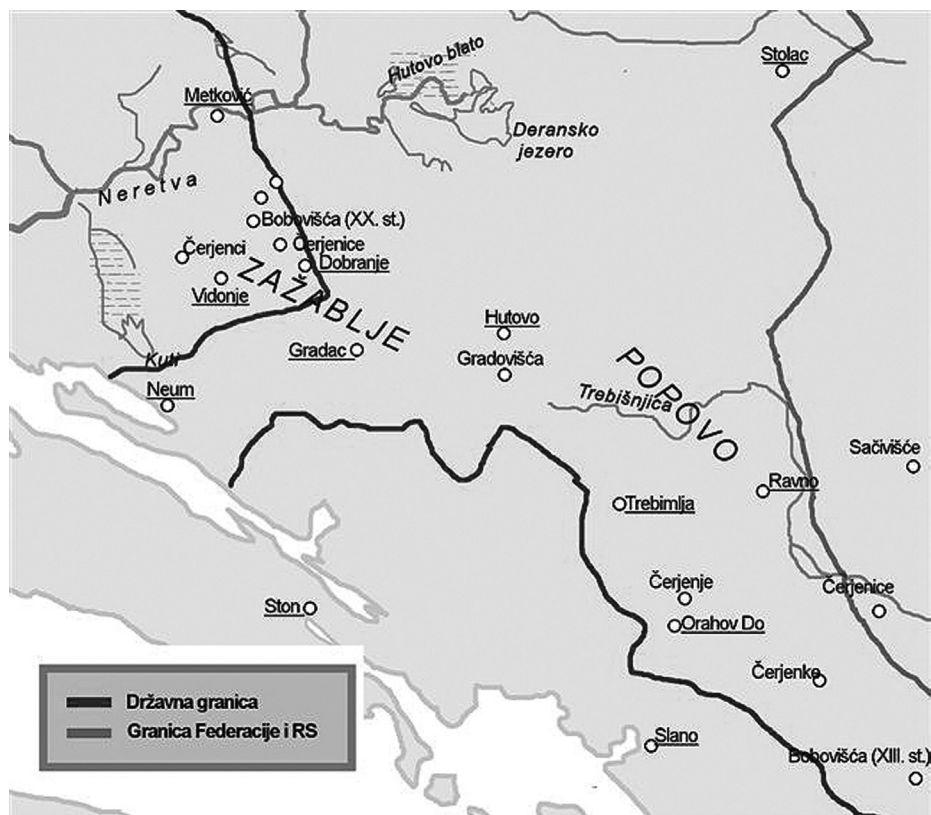 Stolac
Hutovo blato
Metković
Deransko
jezero
Neretva
Bobovišća (XX. st.)
Čerjenci
Čerjenice
Dobranje
ZAŽABLJE
Vidonje
Hutovo
Gradac
Kuti
Gradovišća
POPOVO
Neum
Trebišnjica
Sačivišće
Ravno
Trebimlja
Čerjenje
Čerjenice
Ston
Orahov Do
Čerjenke
Državna granica
Granica Federacije i RS
Slano
Bobovišća (XIII. st.)